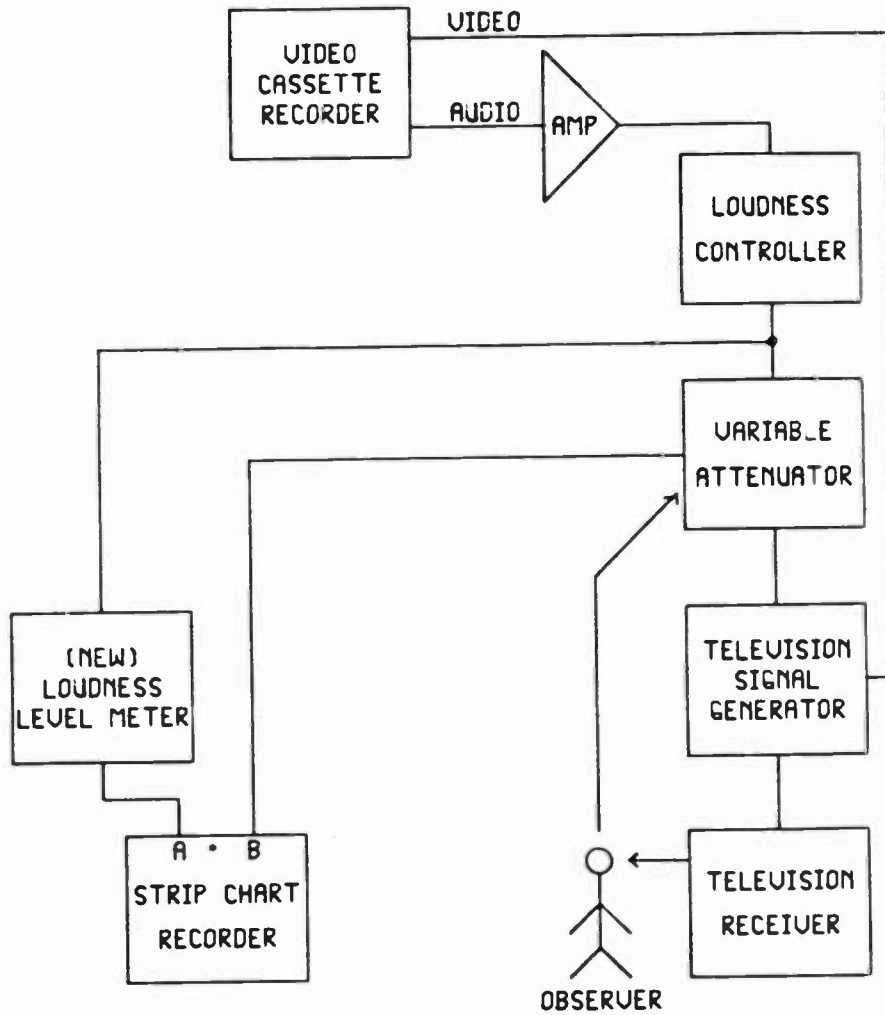 VIDEO
VIDEO
CASSETTE
RECORDER
AUDIO
AMP
LOUDNESS
CONTROLLER
VARIABLE
ATTENUATOR
(NEW)
LOUDNESS
LEVEL METER
TELEVISION
SIGNAL
GENERATOR
A • B
STRIP CHART
RECORDER
TELEVISION
RECEIVER
OBSERVER